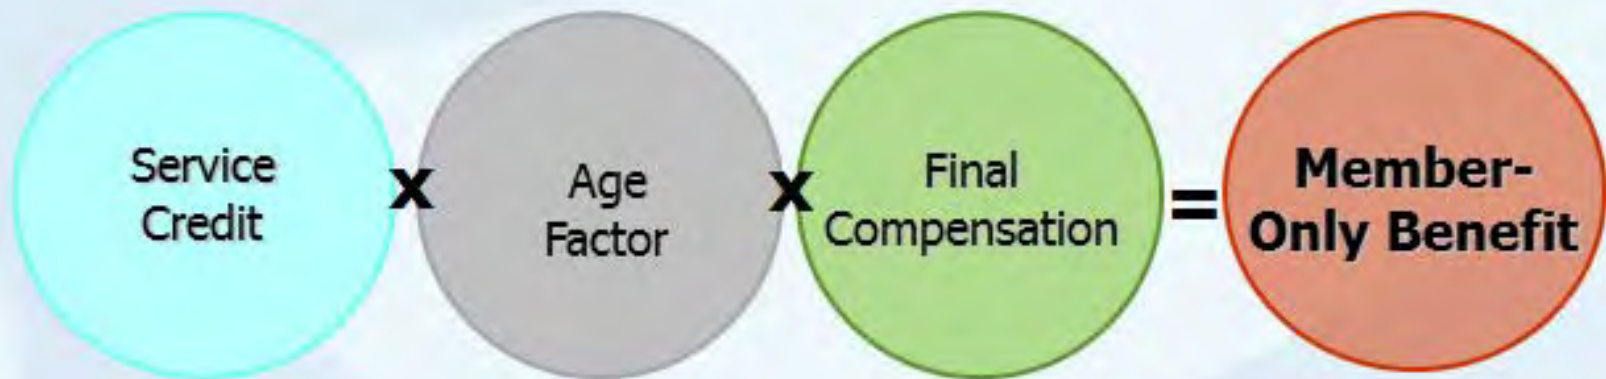 Service
Credit
x
Age
Factor
x
Final
Compensation
=
Member-
Only Benefit